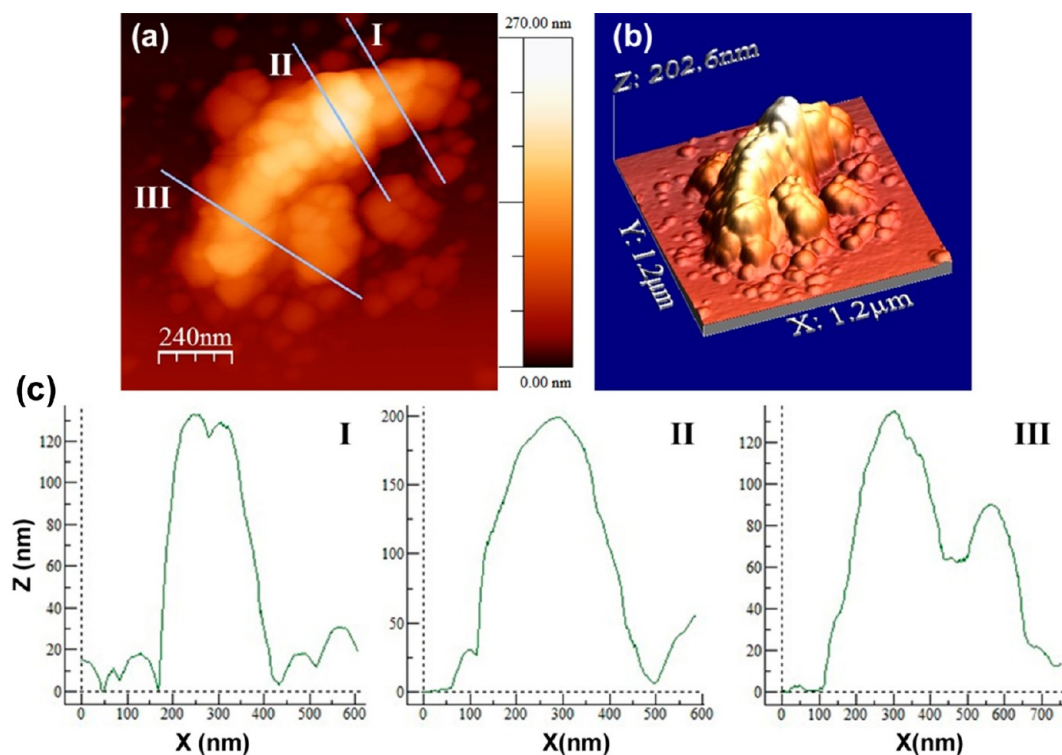 (a)
I
II
III
240nm
270.00 nm
0.00 nm
(b)
Z: 202.6nm
Y: 1.2µm
X: 1.2µm
(c)
I
Z (nm)
120
100
80
60
40
20
0
0 100 200 300 400 500 600
X (nm)
II
200
150
100
50
0
0 100 200 300 400 500 600
X(nm)
III
120
100
80
60
40
20
0
0 100 200 300 400 500 600 700
X(nm)